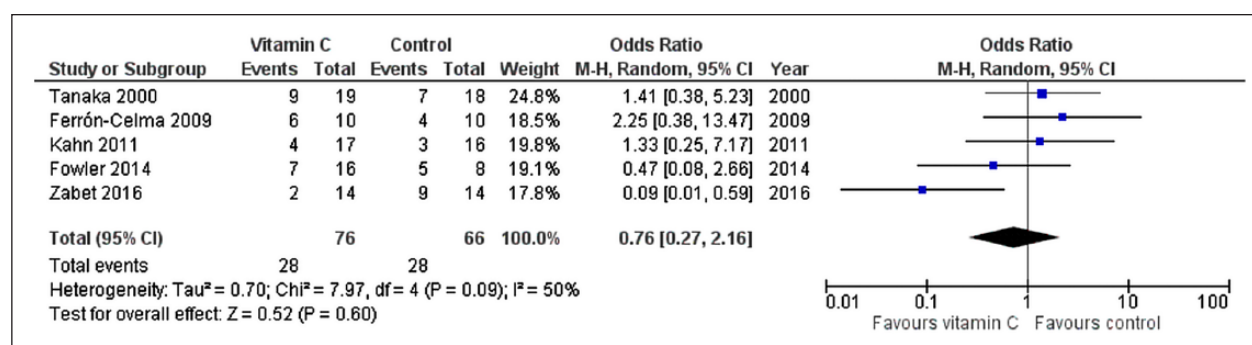 Vitamin C Control Odds Ratio Odds Ratio
Study or Subgroup Events Total Events Total Weight M-H, Random, 95% CI Year M-H, Random, 95% CI
Tanaka 2000 9 19 7 18 24.8% 1.41 [0.38, 5.23] 2000
Ferrón-Celma 2009 6 10 4 10 18.5% 2.25 [0.38, 13.47] 2009
Kahn 2011 4 17 3 16 19.8% 1.33 [0.25, 7.17] 2011
Fowler 2014 7 16 5 8 19.1% 0.47 [0.08, 2.66] 2014
Zabet 2016 2 14 9 14 17.8% 0.09 [0.01, 0.59] 2016
Total (95% CI) 76 66 100.0% 0.76 [0.27, 2.16]
Total events 28 28
Heterogeneity: Tau² = 0.70; Chi² = 7.97, df = 4 (P = 0.09); I² = 50%
Test for overall effect: Z = 0.52 (P = 0.60)
0.01 0.1 1 10 100
Favours vitamin C Favours control